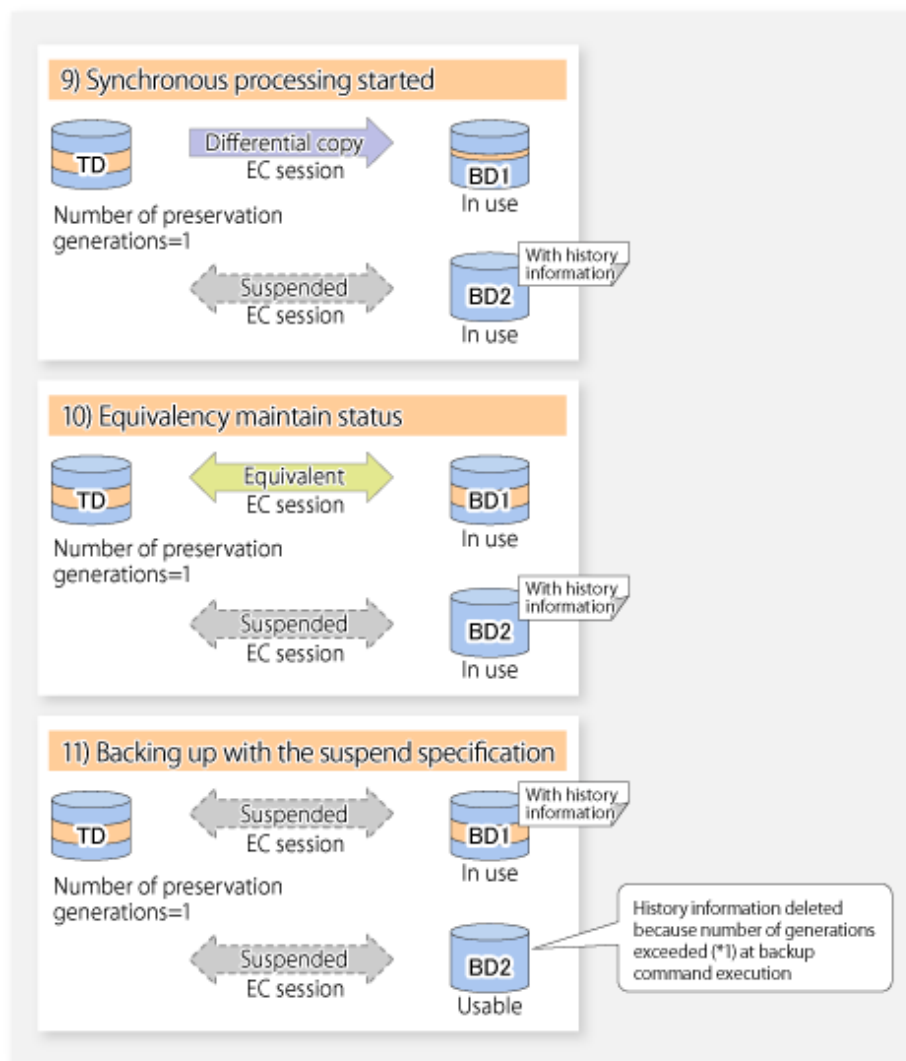 9) Synchronous processing started
TD
Differential copy
EC session
BD1
In use
Number of preservation
generations=1
Suspended
EC session
With history
information
BD2
In use
10) Equivalency maintain status
TD
Equivalent
EC session
BD1
In use
Number of preservation
generations=1
Suspended
EC session
With history
information
BD2
In use
11) Backing up with the suspend specification
TD
Suspended
EC session
With history
information
BD1
In use
Number of preservation
generations=1
Suspended
EC session
BD2
Usable
History information deleted
because number of generations
exceeded (*1) at backup
command execution